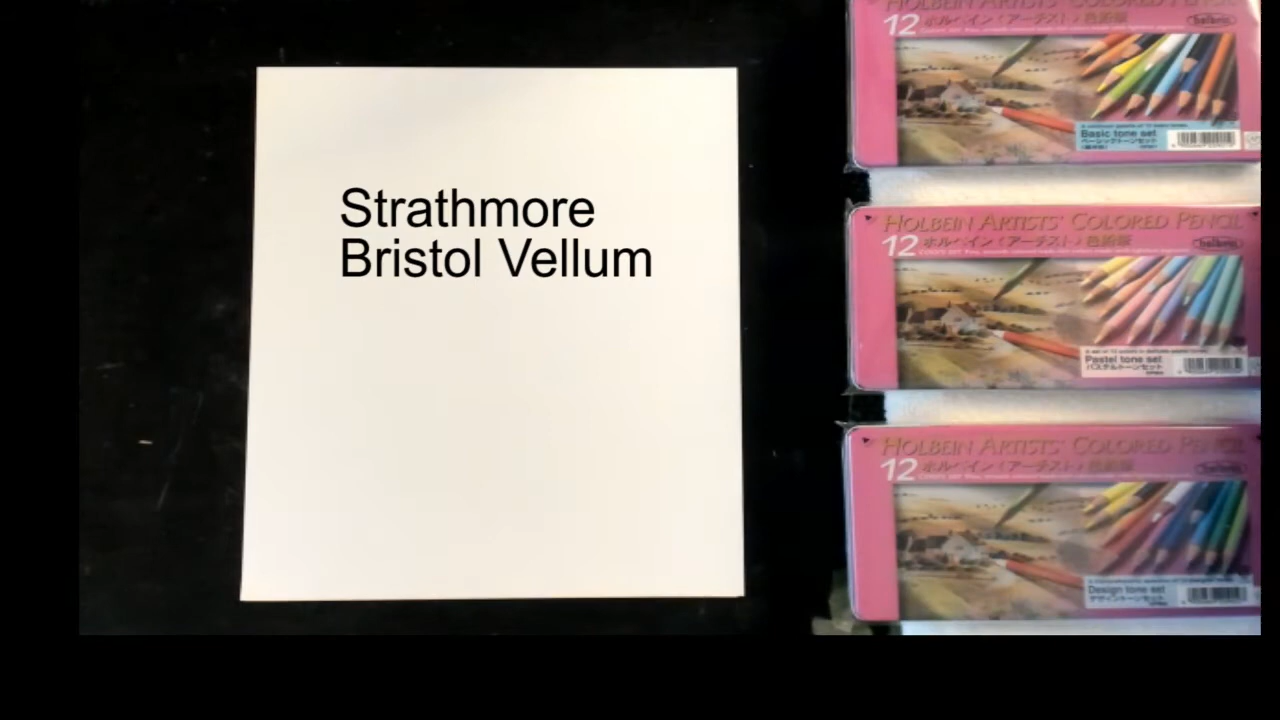 Strathmore
Bristol Vellum
HOLBEIN ARTISTS' COLORED PENCIL
12 ホルベイン(アーチスト)色鉛筆
holbein
Basic tone set
ベーシックトーンセット
HOLBEIN ARTISTS' COLORED PENCIL
12 ホルベイン(アーチスト)色鉛筆
holbein
Pastel tone set
パステルトーンセット
HOLBEIN ARTISTS' COLORED PENCIL
12 ホルベイン(アーチスト)色鉛筆
holbein
Design tone set
デザイントーンセット